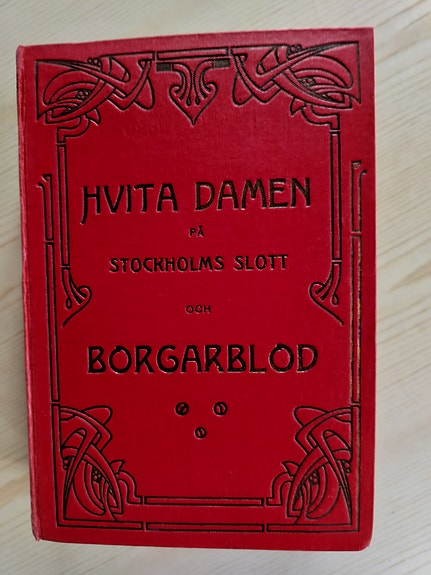 HVITA DAMEN
PÅ
STOCKHOLMS SLOTT
OCH
BORGARBLOD